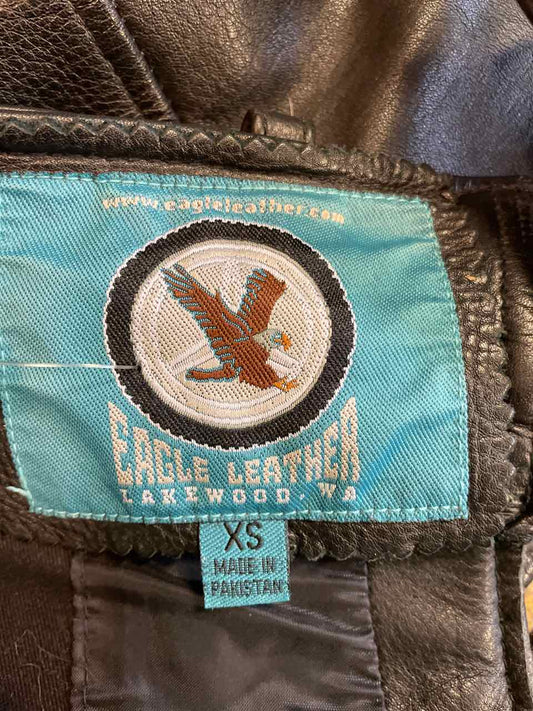 www.eagleleather.com
EAGLE LEATHER
LAKEWOOD, WA
XS
MADE IN
PAKISTAN